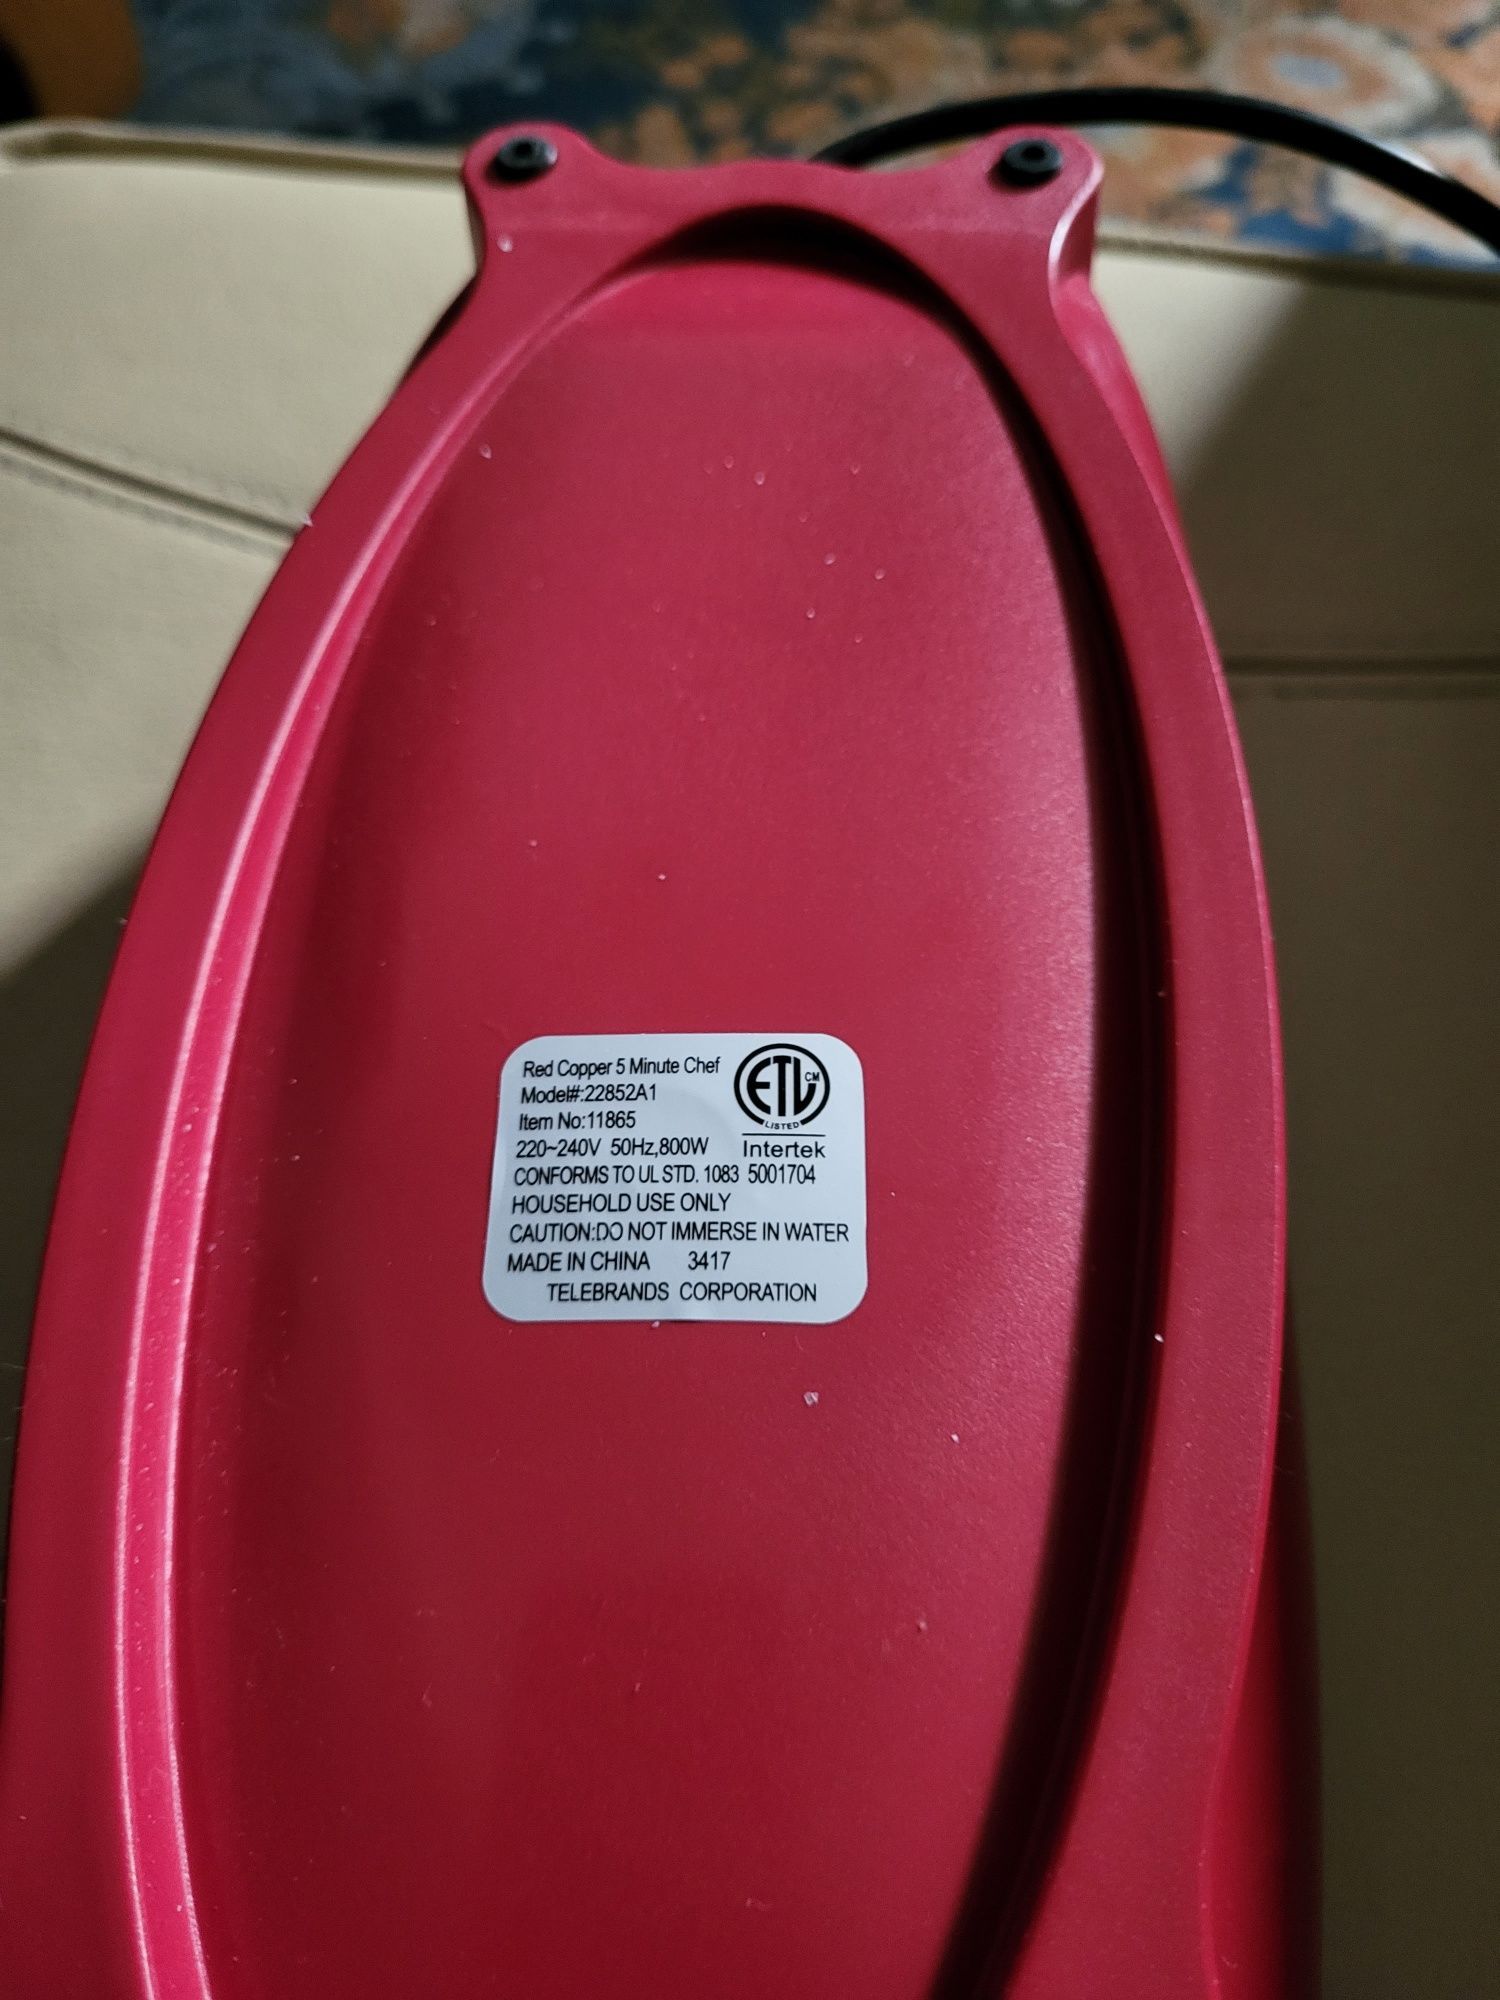 Red Copper 5 Minute Chef
Model#:22852A1
Item No:11865
220~240V 50Hz,800W
ETL CM
LISTED
Intertek
CONFORMS TO UL STD. 1083 5001704
HOUSEHOLD USE ONLY
CAUTION:DO NOT IMMERSE IN WATER
MADE IN CHINA 3417
TELEBRANDS CORPORATION